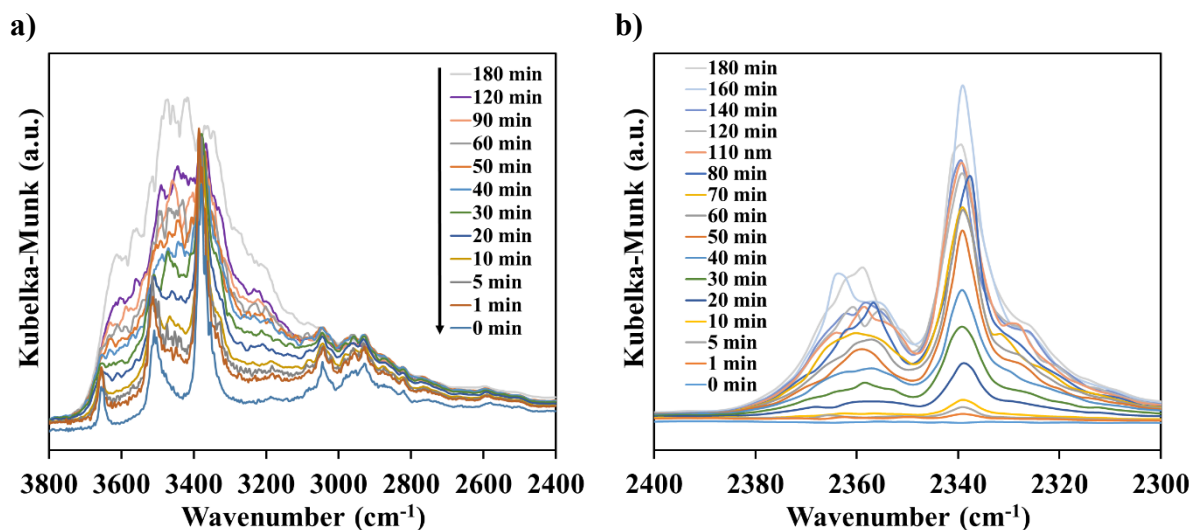 a)
Kubelka-Munk (a.u.)
180 min
120 min
90 min
60 min
50 min
40 min
30 min
20 min
10 min
5 min
1 min
0 min
3800 3600 3400 3200 3000 2800 2600 2400
Wavenumber (cm-1)
b)
Kubelka-Munk (a.u.)
180 min
160 min
140 min
120 min
110 nm
80 min
70 min
60 min
50 min
40 min
30 min
20 min
10 min
5 min
1 min
0 min
2400 2380 2360 2340 2320 2300
Wavenumber (cm-1)